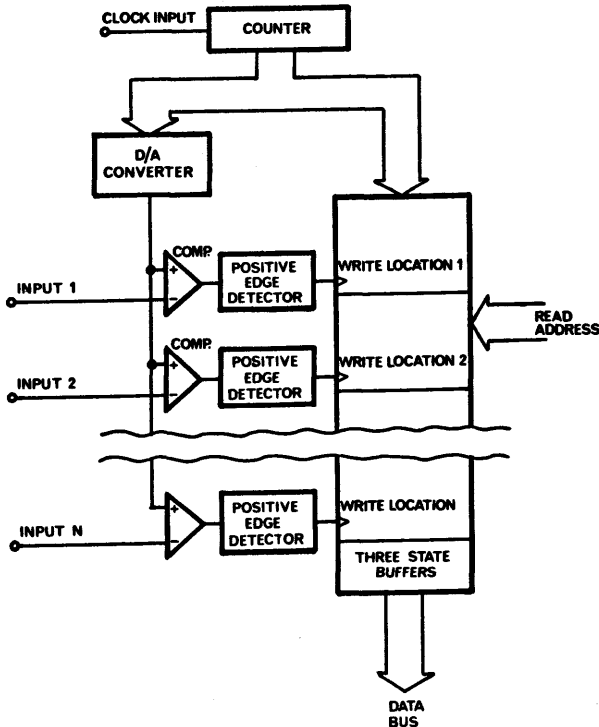 CLOCK INPUT
COUNTER
D/A
CONVERTER
COMP.
+
−
INPUT 1
POSITIVE
EDGE
DETECTOR
WRITE LOCATION 1
READ
ADDRESS
COMP.
+
−
INPUT 2
POSITIVE
EDGE
DETECTOR
WRITE LOCATION 2
+
−
INPUT N
POSITIVE
EDGE
DETECTOR
WRITE LOCATION
THREE STATE
BUFFERS
DATA
BUS